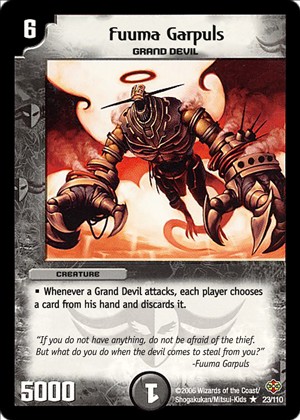 6
Fuuma Garpuls
GRAND DEVIL
CREATURE
▪ Whenever a Grand Devil attacks, each player chooses
a card from his hand and discards it.
"If you do not have anything, do not be afraid of the thief.
But what do you do when the devil comes to steal from you?"
-Fuuma Garpuls
5000
1
©2006 Wizards of the Coast/
Shogakukan/Mitsui-Kids ★ 23/110